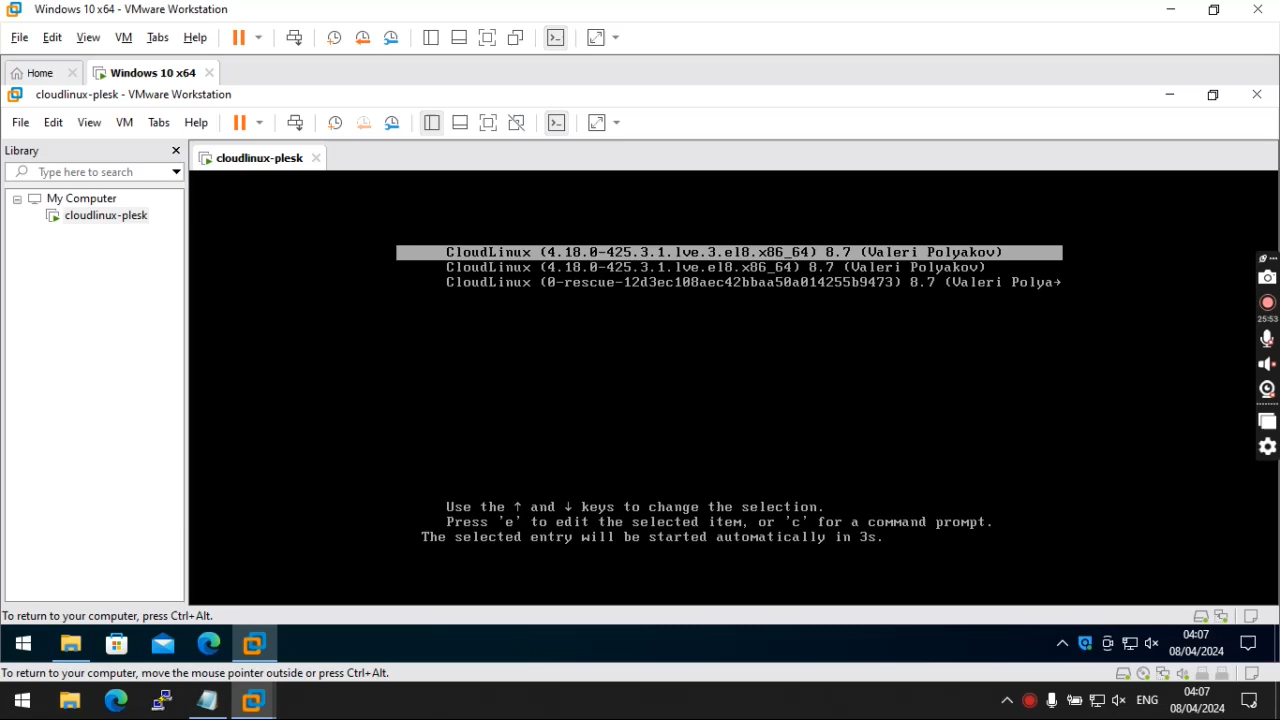 Windows 10 x64 - VMware Workstation
File Edit View VM Tabs Help
Home Windows 10 x64
cloudlinux-plesk - VMware Workstation
File Edit View VM Tabs Help
Library
cloudlinux-plesk
Type here to search
My Computer
cloudlinux-plesk
CloudLinux (4.18.0-425.3.1.lve.3.el8.x86_64) 8.7 (Valeri Polyakov)
CloudLinux (4.18.0-425.3.1.lve.el8.x86_64) 8.7 (Valeri Polyakov)
CloudLinux (0-rescue-12d3ec108aec42bbaa50a014255b9473) 8.7 (Valeri Polya→
25:53
Use the ↑ and ↓ keys to change the selection.
Press 'e' to edit the selected item, or 'c' for a command prompt.
The selected entry will be started automatically in 3s.
To return to your computer, press Ctrl+Alt.
04:07
08/04/2024
To return to your computer, move the mouse pointer outside or press Ctrl+Alt.
ENG
04:07
08/04/2024